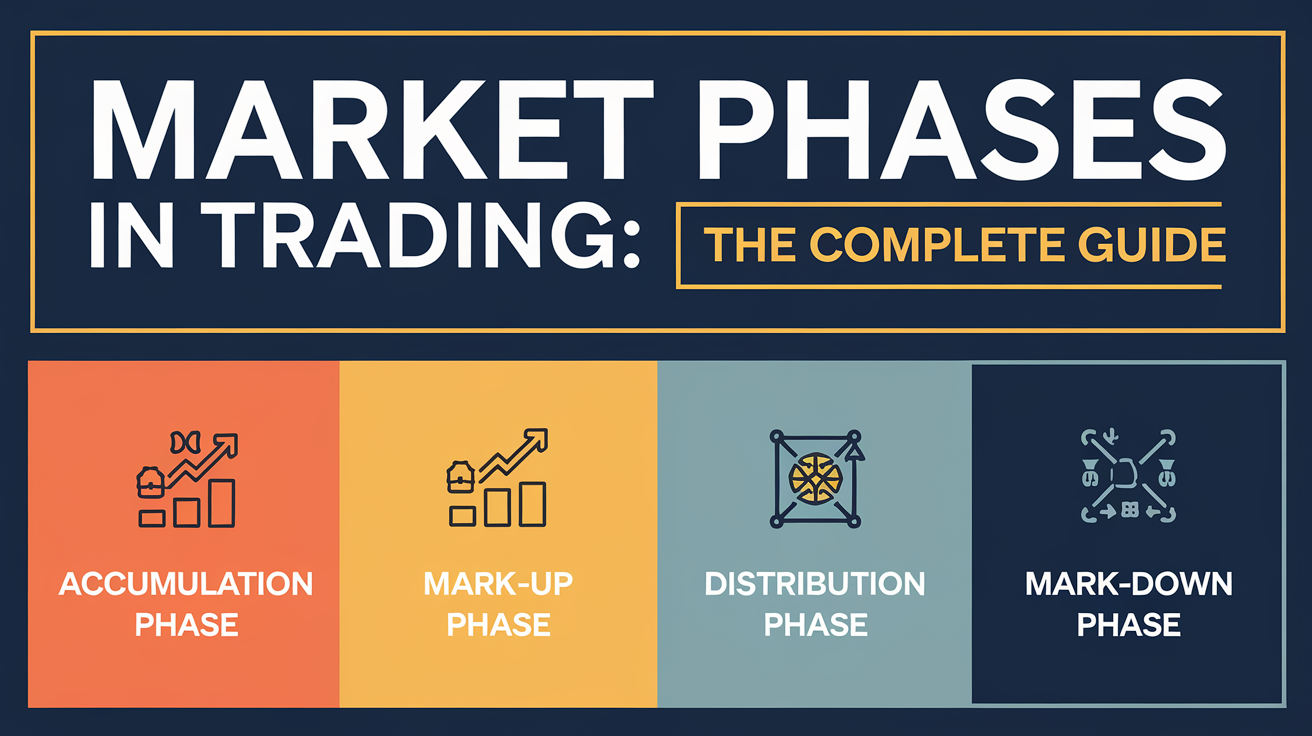 MARKET PHASES
IN TRADING:
THE COMPLETE GUIDE
ACCUMULATION
PHASE
MARK-UP
PHASE
DISTRIBUTION
PHASE
MARK-DOWN
PHASE